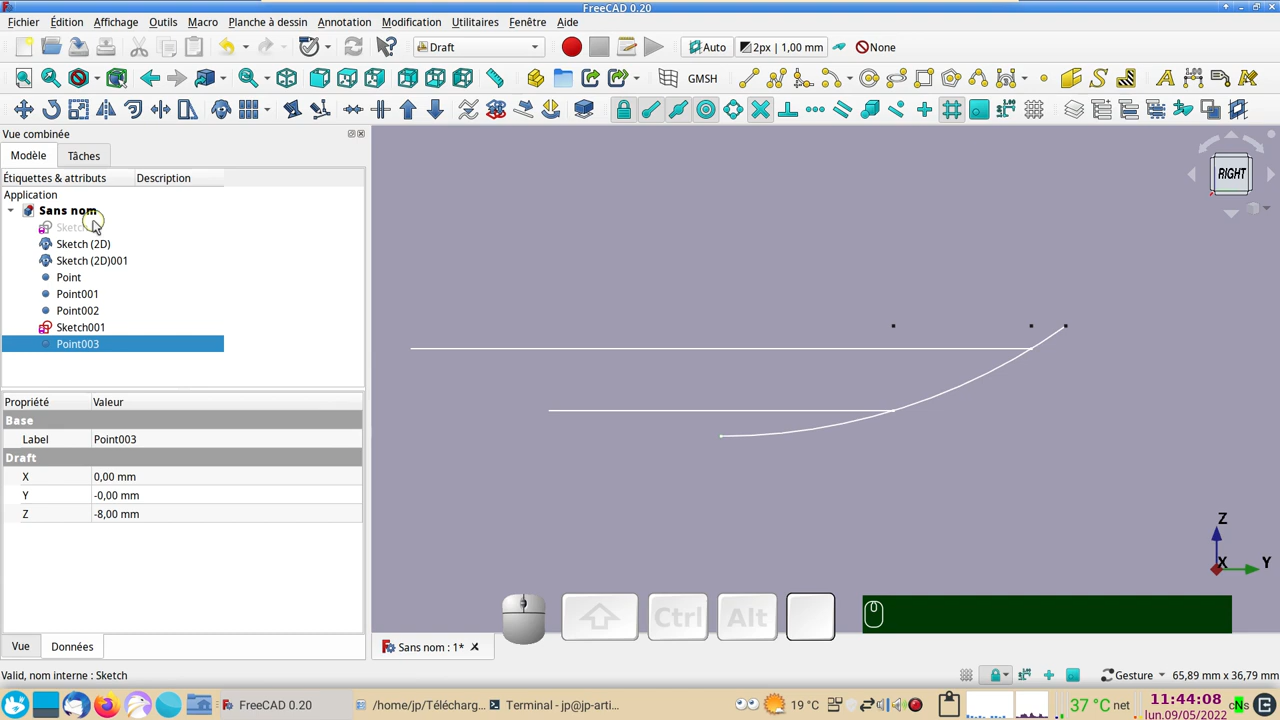 FreeCAD 0.20
Fichier Édition Affichage Outils Macro Planche à dessin Annotation Modification Utilitaires Fenêtre Aide
Draft Auto 2px | 1,00 mm None
GMSH
Vue combinée
Modèle Tâches
Étiquettes & attributs Description
Application
Sans nom
Sketch
Sketch (2D)
Sketch (2D)001
Point
Point001
Point002
Sketch001
Point003
RIGHT
Propriété Valeur
Base
Label Point003
Draft
X 0,00 mm
Y -0,00 mm
Z -8,00 mm
Z
X Y
Ctrl Alt
Vue Données
Sans nom : 1*
Valid, nom interne : Sketch
Gesture 65,89 mm x 36,79 mm
FreeCAD 0.20 /home/jp/Télécharg... Terminal - jp@jp-arti... 19 °C 37 °C net 11:44:08
lun.09/05/2022